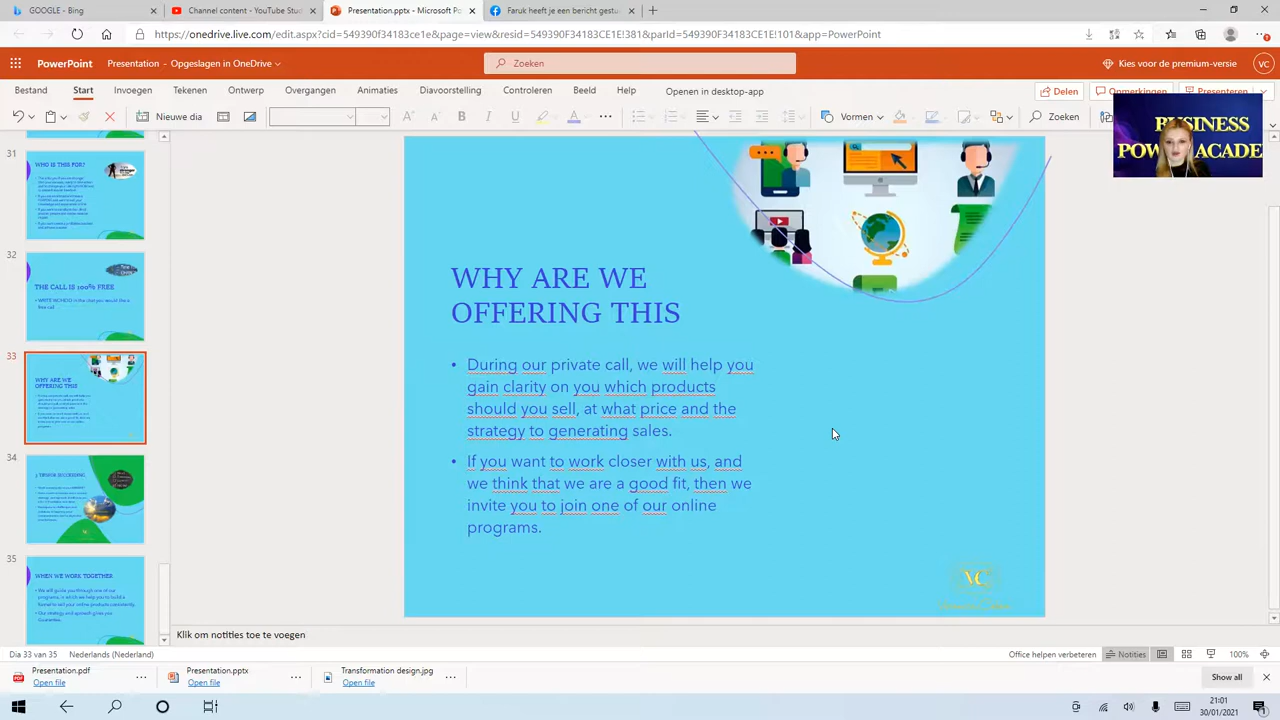 GOOGLE - Bing
Channel content - YouTube Stud
Presentation.pptx - Microsoft Po
Faruk heeft je een bericht gestu
https://onedrive.live.com/edit.aspx?cid=549390f34183ce1e&page=view&resid=549390F34183CE1E!381&parId=549390F34183CE1E!101&app=PowerPoint
PowerPoint
Presentation - Opgeslagen in OneDrive
Zoeken
Kies voor de premium-versie
VC
Bestand
Start
Invoegen
Tekenen
Ontwerp
Overgangen
Animaties
Diavoorstelling
Controleren
Beeld
Help
Openen in desktop-app
Delen
Opmerkingen
Presenteren
Nieuwe dia
Vormen
Zoeken
BUSINESS
POW ACADE
31
WHO IS THIS FOR?
32
THE CALL IS 100% FREE
33
WHY ARE WE
OFFERING THIS
34
35
WHEN WE WORK TOGETHER
WHY ARE WE
OFFERING THIS
• During our private call, we will help you
gain clarity on you which products
should you sell, at what price and the
strategy to generating sales.
• If you want to work closer with us, and
we think that we are a good fit, then we
invite you to join one of our online
programs.
VC
Klik om notities toe te voegen
Dia 33 van 35
Nederlands (Nederland)
Office helpen verbeteren
Notities
100%
Presentation.pdf
Open file
Presentation.pptx
Open file
Transformation design.jpg
Open file
Show all
21:01
30/01/2021